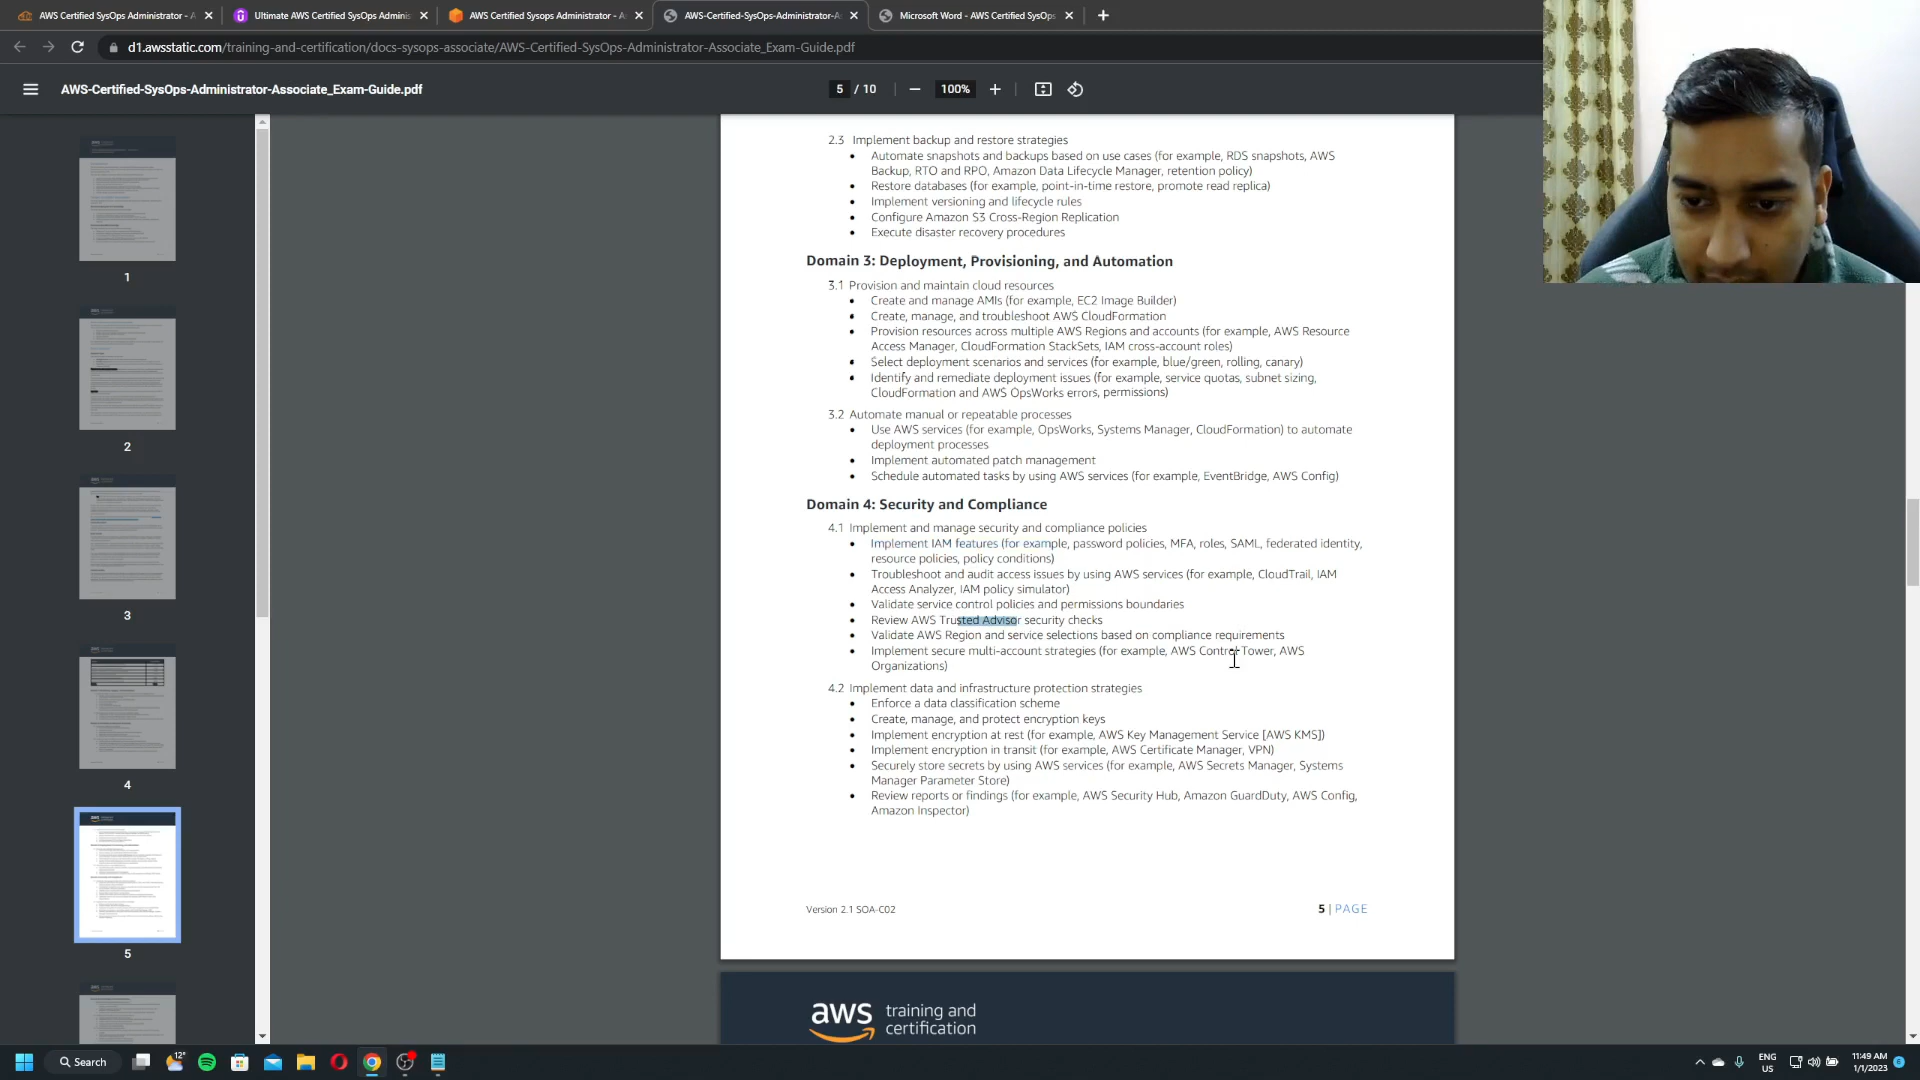 AWS Certified SysOps Administrator - A
Ultimate AWS Certified SysOps Adminis
AWS Certified Sysops Administrator - A
AWS-Certified-SysOps-Administrator-A
Microsoft Word - AWS Certified SysOps
d1.awsstatic.com/training-and-certification/docs-sysops-associate/AWS-Certified-SysOps-Administrator-Associate_Exam-Guide.pdf
AWS-Certified-SysOps-Administrator-Associate_Exam-Guide.pdf
5 / 10
100%
1
2
3
4
5
2.3 Implement backup and restore strategies
• Automate snapshots and backups based on use cases (for example, RDS snapshots, AWS
Backup, RTO and RPO, Amazon Data Lifecycle Manager, retention policy)
• Restore databases (for example, point-in-time restore, promote read replica)
• Implement versioning and lifecycle rules
• Configure Amazon S3 Cross-Region Replication
• Execute disaster recovery procedures
Domain 3: Deployment, Provisioning, and Automation
3.1 Provision and maintain cloud resources
• Create and manage AMIs (for example, EC2 Image Builder)
• Create, manage, and troubleshoot AWS CloudFormation
• Provision resources across multiple AWS Regions and accounts (for example, AWS Resource
Access Manager, CloudFormation StackSets, IAM cross-account roles)
• Select deployment scenarios and services (for example, blue/green, rolling, canary)
• Identify and remediate deployment issues (for example, service quotas, subnet sizing,
CloudFormation and AWS OpsWorks errors, permissions)
3.2 Automate manual or repeatable processes
• Use AWS services (for example, OpsWorks, Systems Manager, CloudFormation) to automate
deployment processes
• Implement automated patch management
• Schedule automated tasks by using AWS services (for example, EventBridge, AWS Config)
Domain 4: Security and Compliance
4.1 Implement and manage security and compliance policies
• Implement IAM features (for example, password policies, MFA, roles, SAML, federated identity,
resource policies, policy conditions)
• Troubleshoot and audit access issues by using AWS services (for example, CloudTrail, IAM
Access Analyzer, IAM policy simulator)
• Validate service control policies and permissions boundaries
• Review AWS Trusted Advisor security checks
• Validate AWS Region and service selections based on compliance requirements
• Implement secure multi-account strategies (for example, AWS Control Tower, AWS
Organizations)
4.2 Implement data and infrastructure protection strategies
• Enforce a data classification scheme
• Create, manage, and protect encryption keys
• Implement encryption at rest (for example, AWS Key Management Service [AWS KMS])
• Implement encryption in transit (for example, AWS Certificate Manager, VPN)
• Securely store secrets by using AWS services (for example, AWS Secrets Manager, Systems
Manager Parameter Store)
• Review reports or findings (for example, AWS Security Hub, Amazon GuardDuty, AWS Config,
Amazon Inspector)
Version 2.1 SOA-C02
5 | PAGE
aws training and
certification
Search
12°
ENG
US
11:49 AM
1/1/2023
6